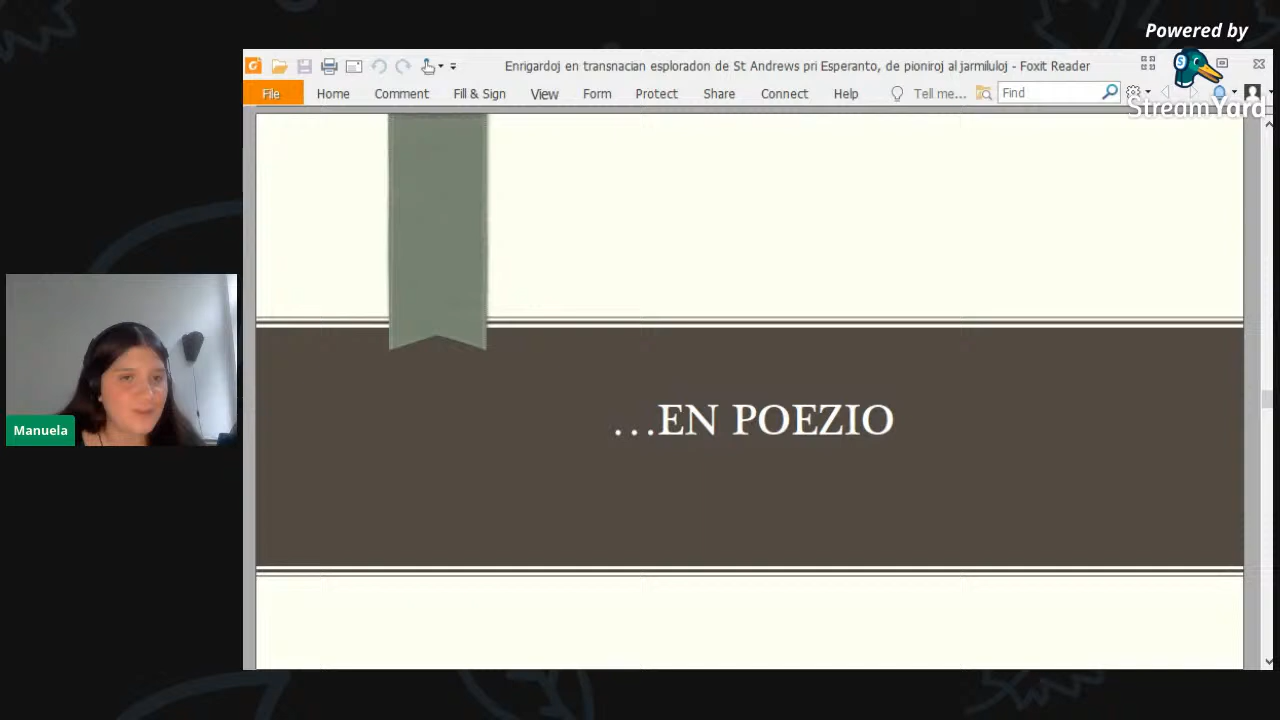 Powered by
StreamYard
Enrigardoj en transnacian esploradon de St Andrews pri Esperanto, de pioniroj al jarmiluloj - Foxit Reader
File Home Comment Fill & Sign View Form Protect Share Connect Help Tell me... Find
...EN POEZIO
Manuela